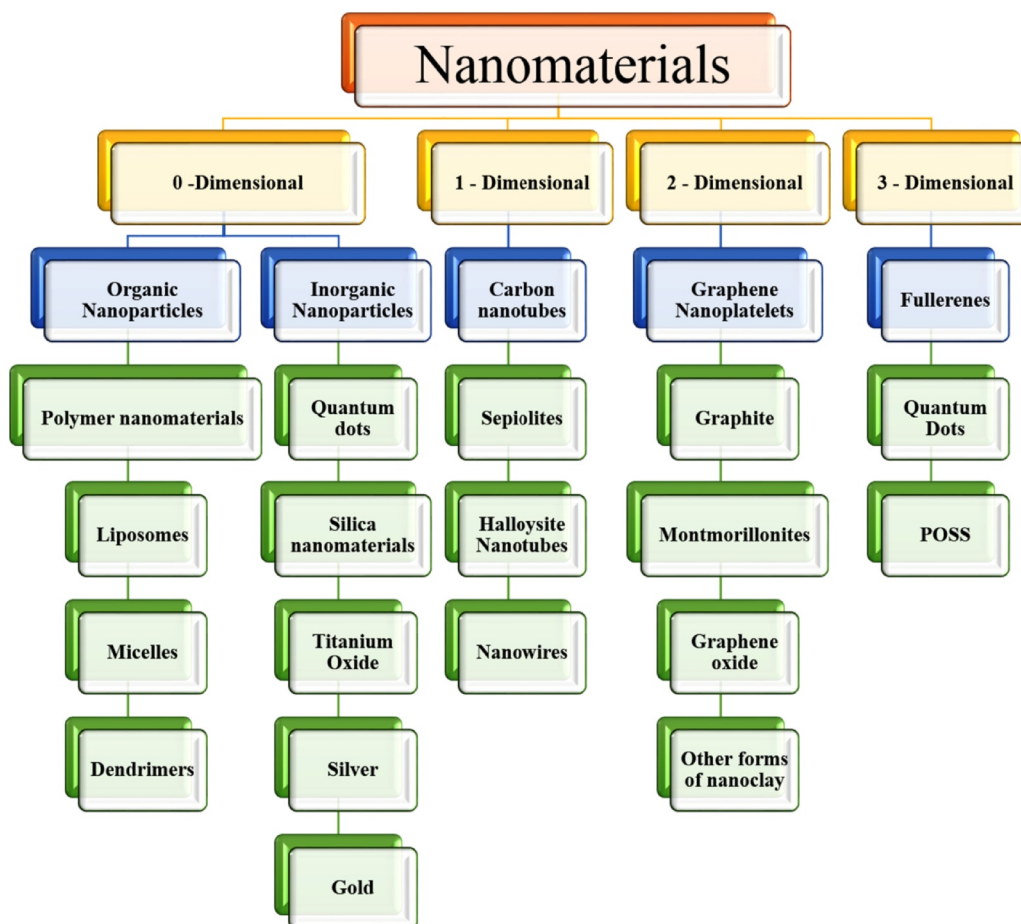 Nanomaterials
0 -Dimensional
1 - Dimensional
2 - Dimensional
3 - Dimensional
Organic
Nanoparticles
Inorganic
Nanoparticles
Carbon
nanotubes
Graphene
Nanoplatelets
Fullerenes
Polymer nanomaterials
Quantum
dots
Sepiolites
Graphite
Quantum
Dots
Liposomes
Silica
nanomaterials
Halloysite
Nanotubes
Montmorillonites
POSS
Micelles
Titanium
Oxide
Nanowires
Graphene
oxide
Dendrimers
Silver
Other forms
of nanoclay
Gold